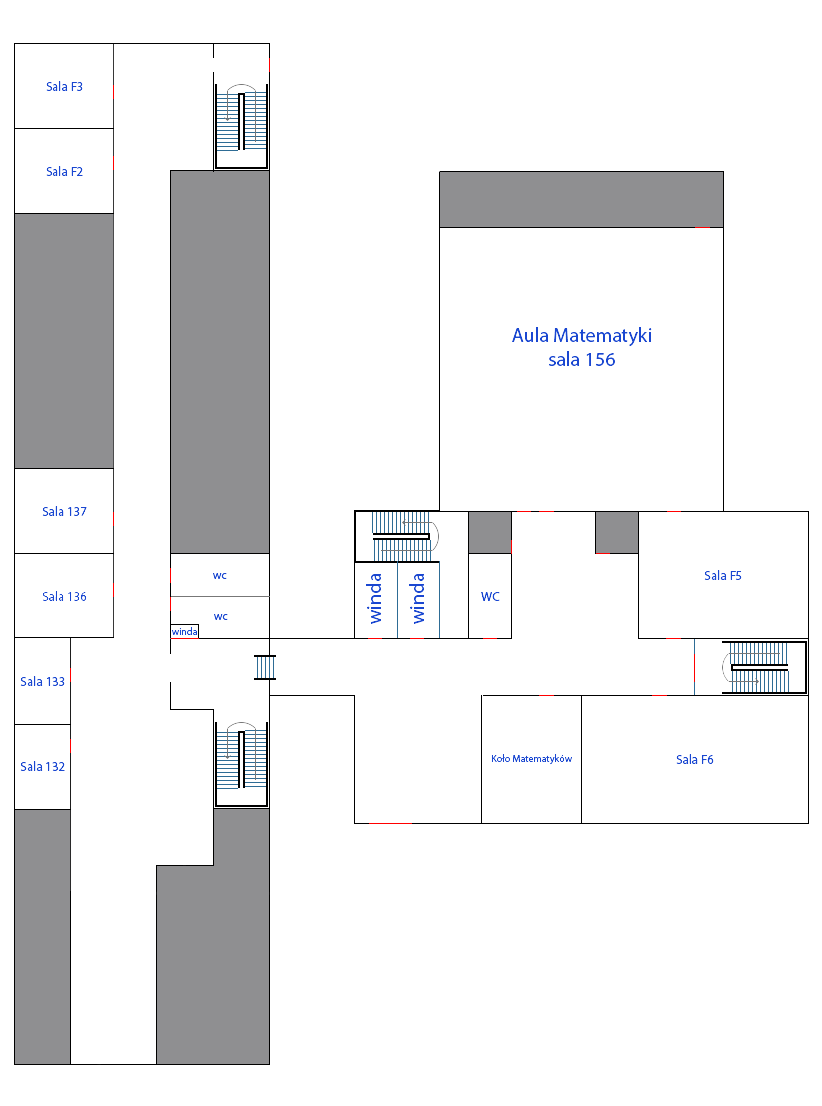 Sala F3
Sala F2
Aula Matematyki
sala 156
Sala 137
Sala 136
wc
wc
winda
winda
winda
WC
Sala F5
Sala 133
Sala 132
Koło Matematyków
Sala F6